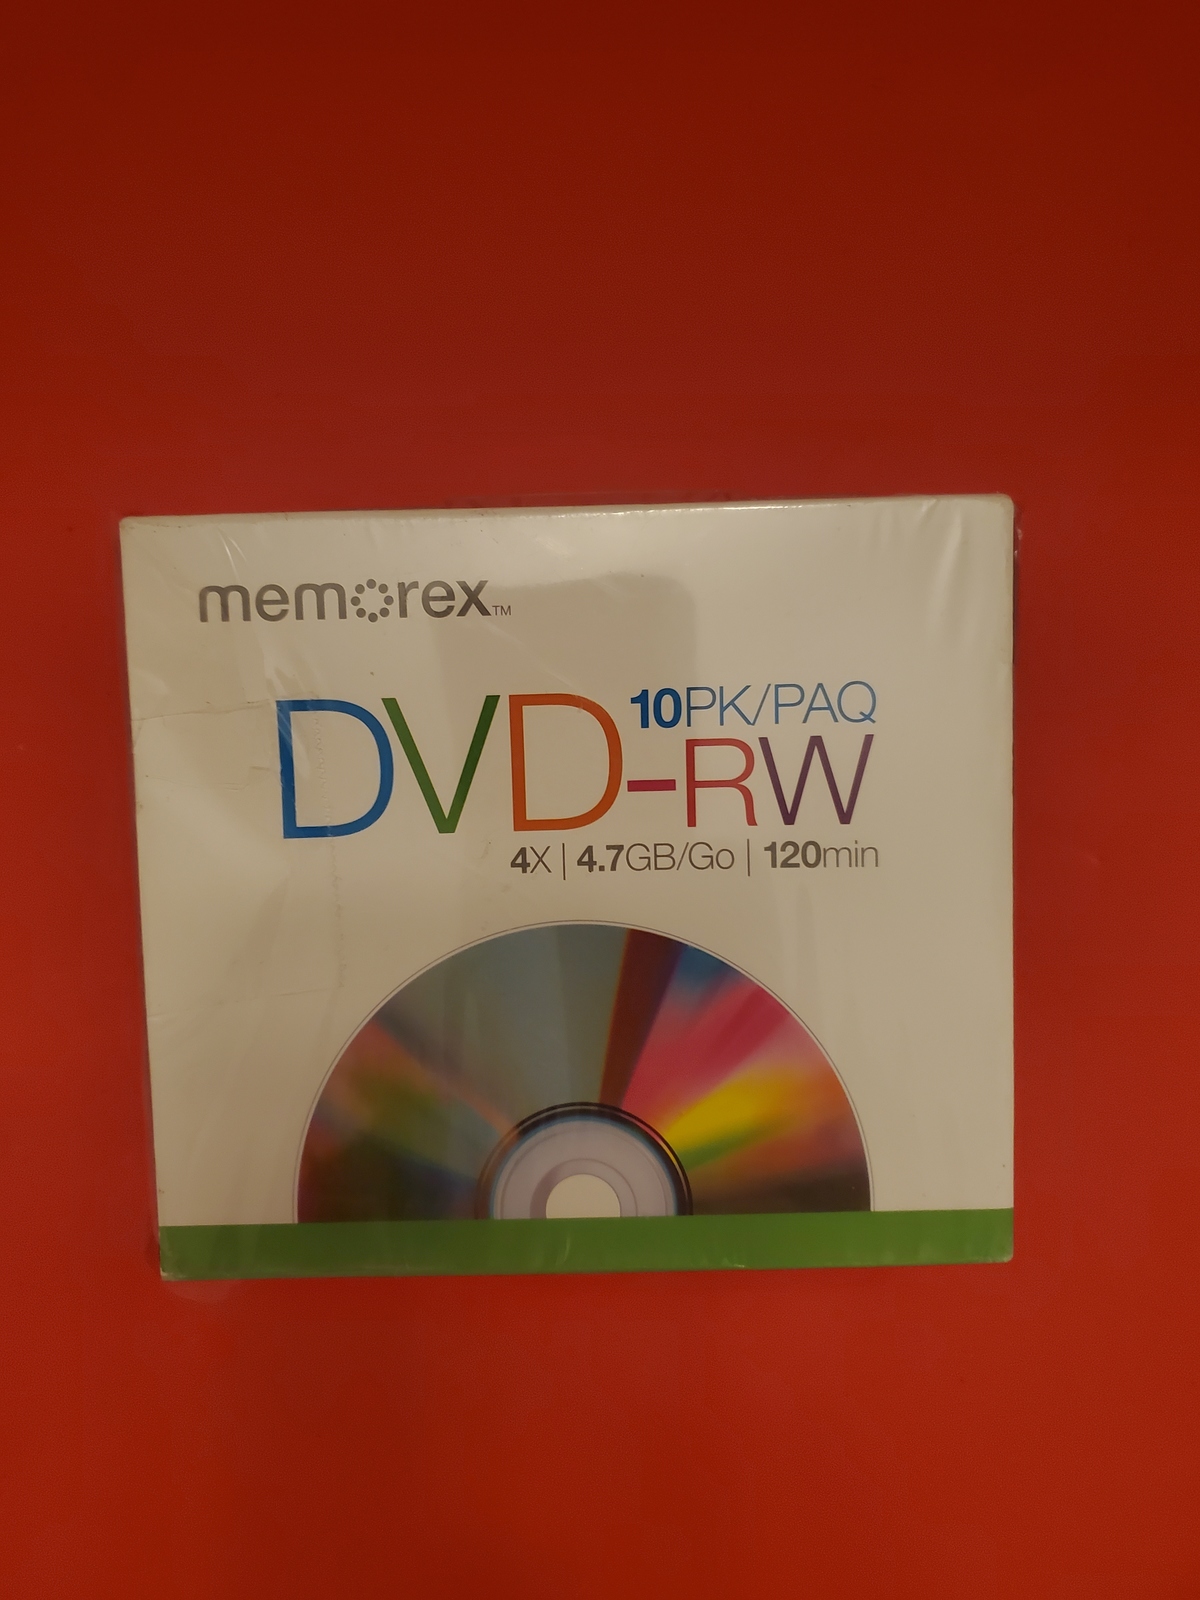 memorex™
10PK/PAQ
DVD-RW
4X | 4.7GB/Go | 120min